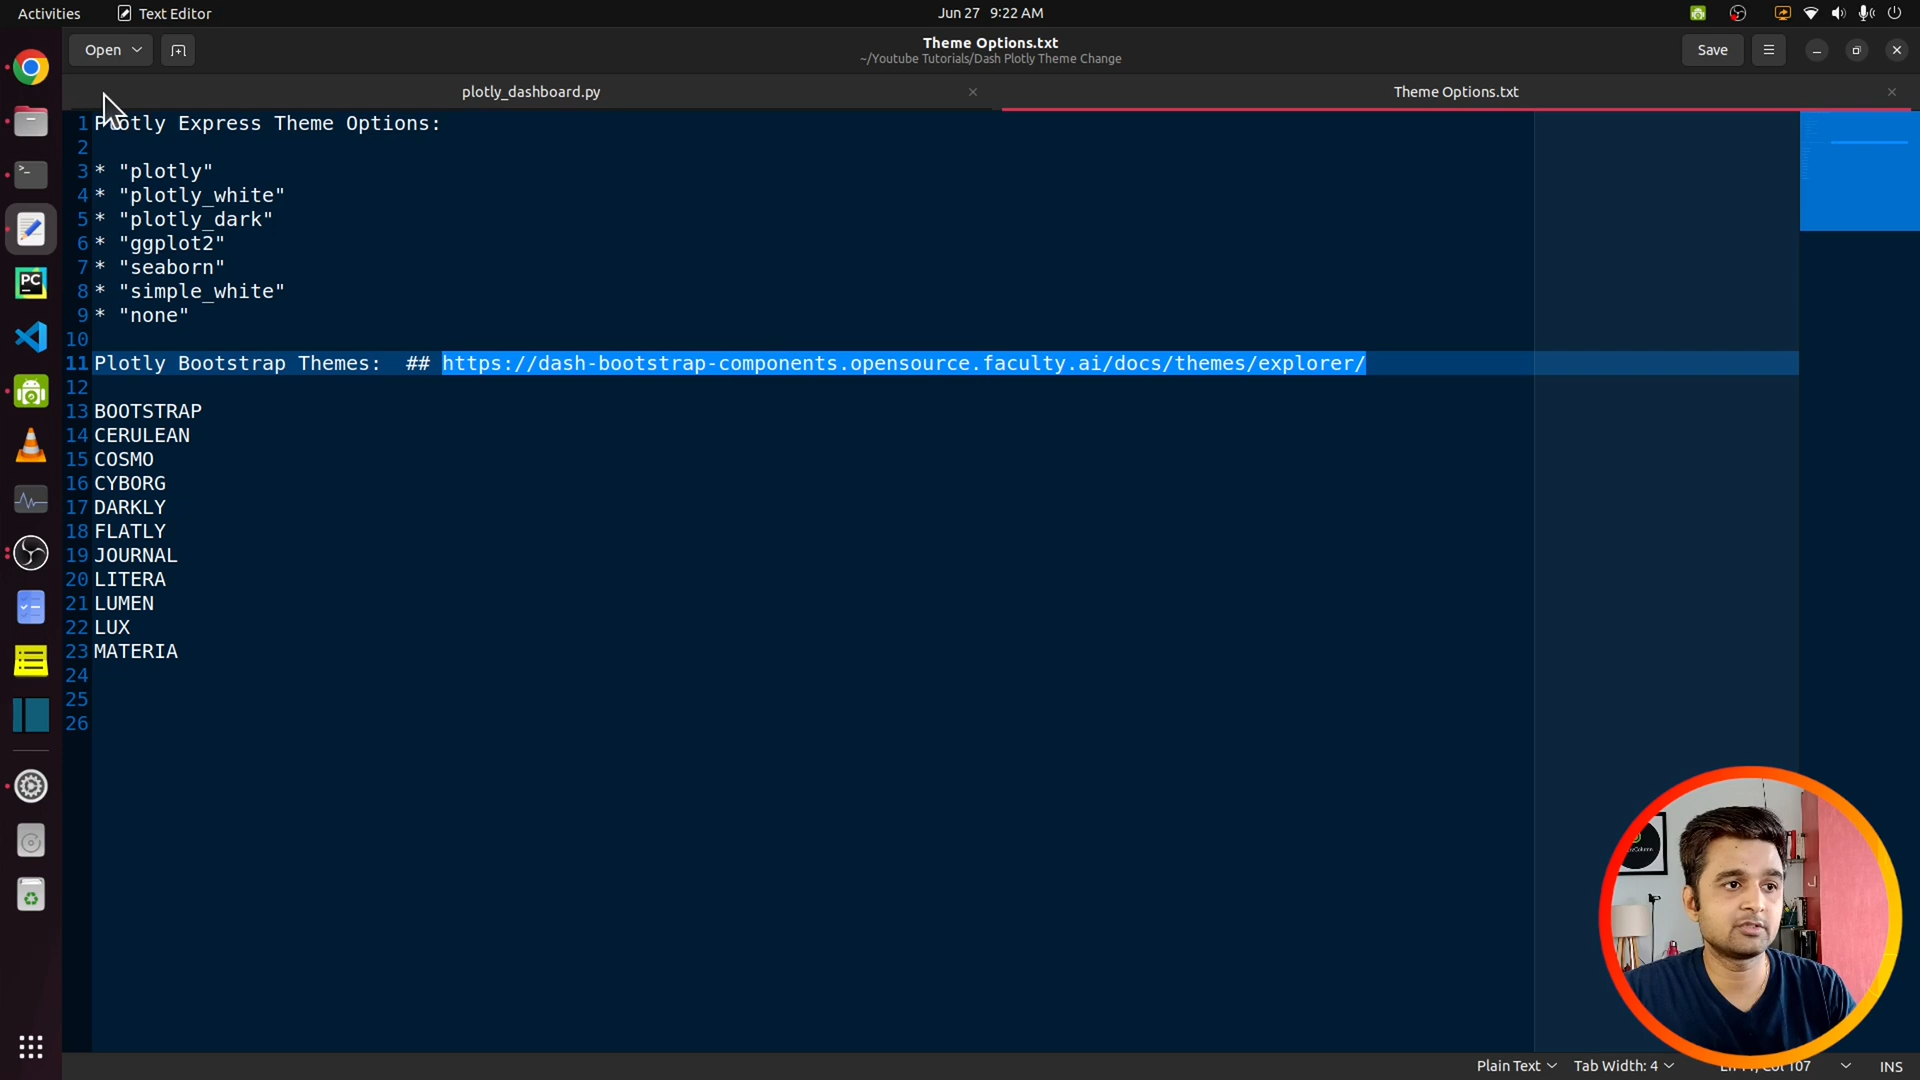 Activities Text Editor Jun 27 9:22 AM
Open Theme Options.txt Save
~/Youtube Tutorials/Dash Plotly Theme Change
plotly_dashboard.py Theme Options.txt
1 Plotly Express Theme Options:
2
3 * "plotly"
4 * "plotly_white"
5 * "plotly_dark"
6 * "ggplot2"
7 * "seaborn"
8 * "simple_white"
9 * "none"
10
11 Plotly Bootstrap Themes: ## https://dash-bootstrap-components.opensource.faculty.ai/docs/themes/explorer/
12
13 BOOTSTRAP
14 CERULEAN
15 COSMO
16 CYBORG
17 DARKLY
18 FLATLY
19 JOURNAL
20 LITERA
21 LUMEN
22 LUX
23 MATERIA
24
25
26
PC
Plain Text Tab Width: 4 Col 107 INS